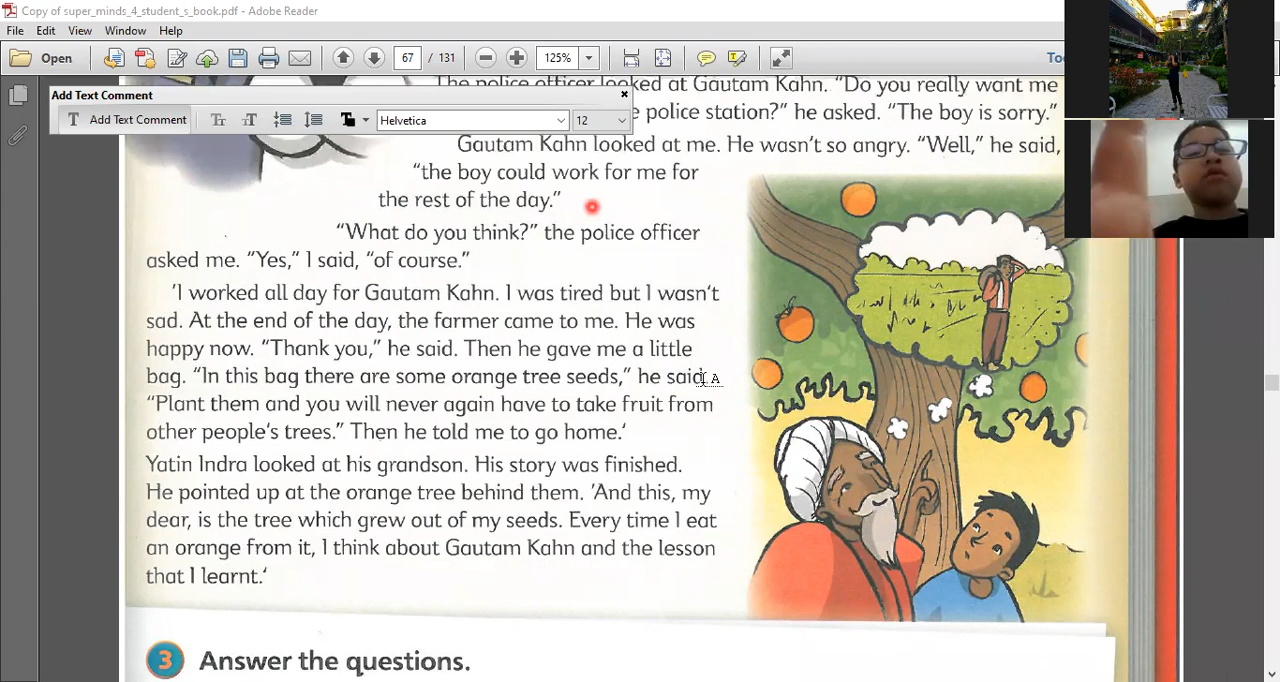 Copy of super_minds_4_student_s_book.pdf - Adobe Reader
File Edit View Window Help
Open 67 / 131 125%
Add Text Comment
Add Text Comment Helvetica 12
The police officer looked at Gautam Kahn. “Do you really want me
e police station?” he asked. “The boy is sorry.”
Gautam Kahn looked at me. He wasn’t so angry. “Well,” he said,
“the boy could work for me for
the rest of the day.”
“What do you think?” the police officer
asked me. “Yes,” I said, “of course.”
‘I worked all day for Gautam Kahn. I was tired but I wasn’t
sad. At the end of the day, the farmer came to me. He was
happy now. “Thank you,” he said. Then he gave me a little
bag. “In this bag there are some orange tree seeds,” he said.
“Plant them and you will never again have to take fruit from
other people’s trees.” Then he told me to go home.‘
Yatin Indra looked at his grandson. His story was finished.
He pointed up at the orange tree behind them. ‘And this, my
dear, is the tree which grew out of my seeds. Every time I eat
an orange from it, I think about Gautam Kahn and the lesson
that I learnt.‘
3 Answer the questions.